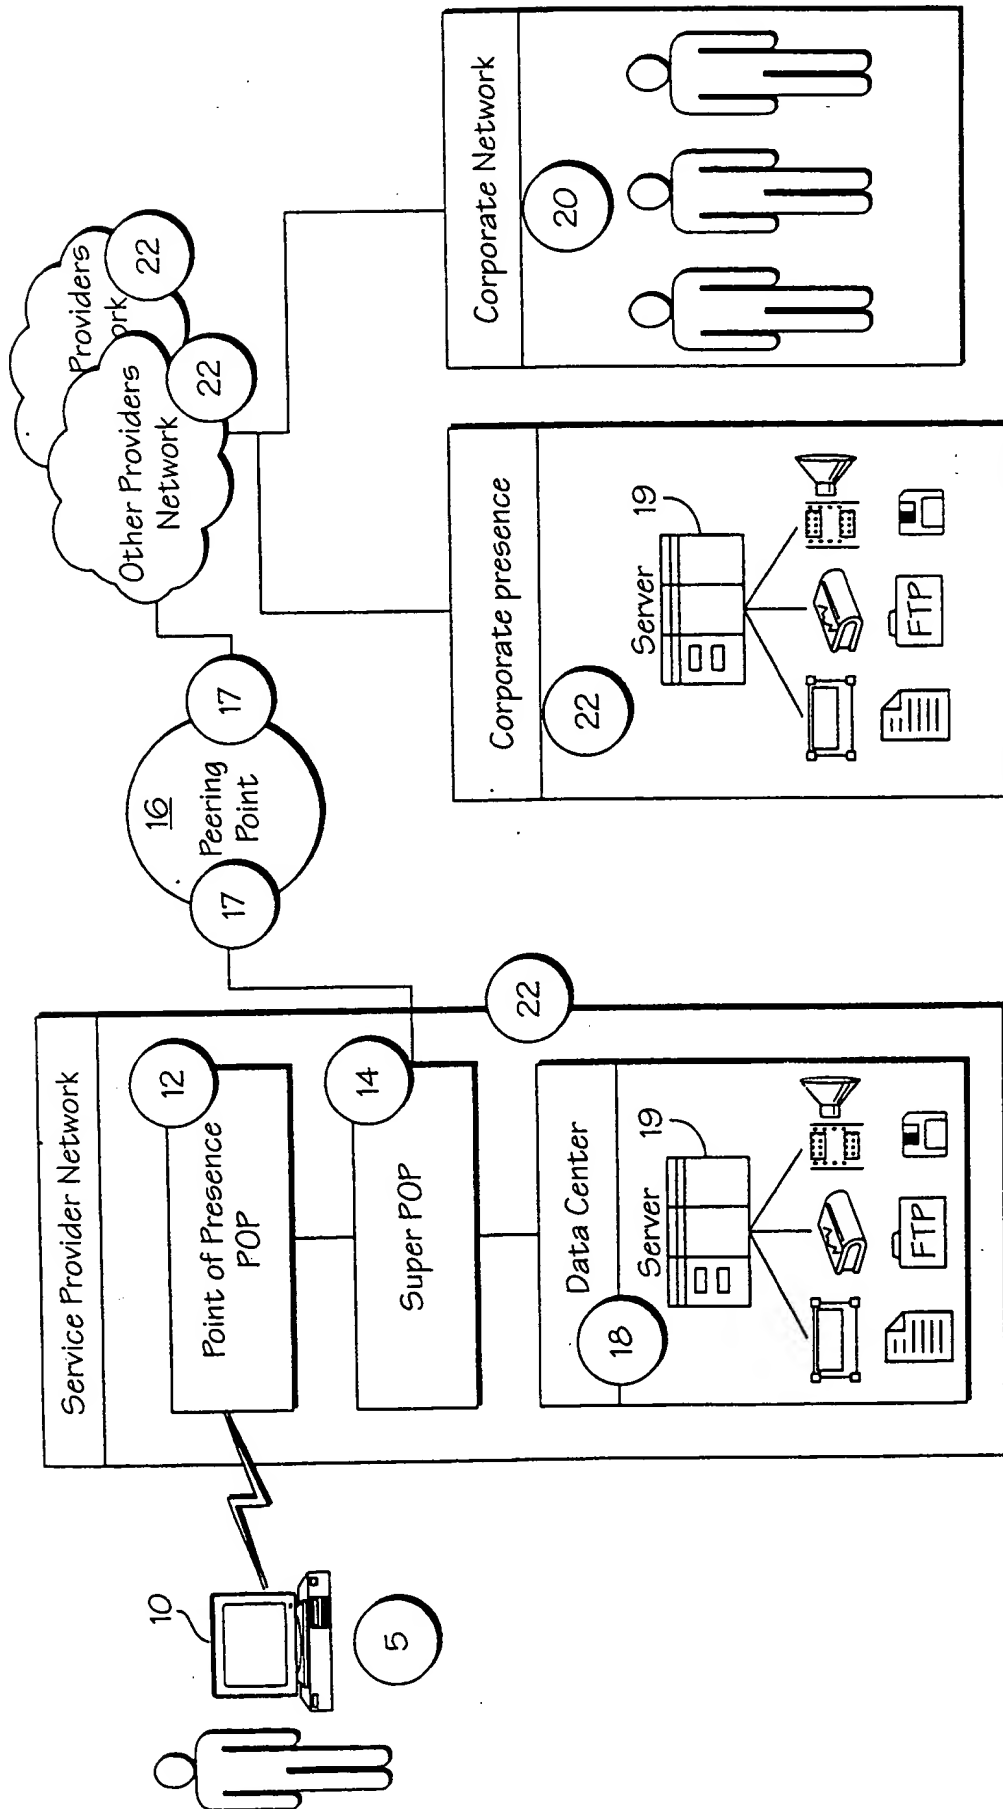 10
5
Service Provider Network
12
Point of Presence
POP
14
Super POP
Data Center
18
Server
19
FTP
22
17
16
Peering
Point
17
Other Providers
Network
22
Providers
ork
22
Corporate presence
22
Server
19
FTP
Corporate Network
20